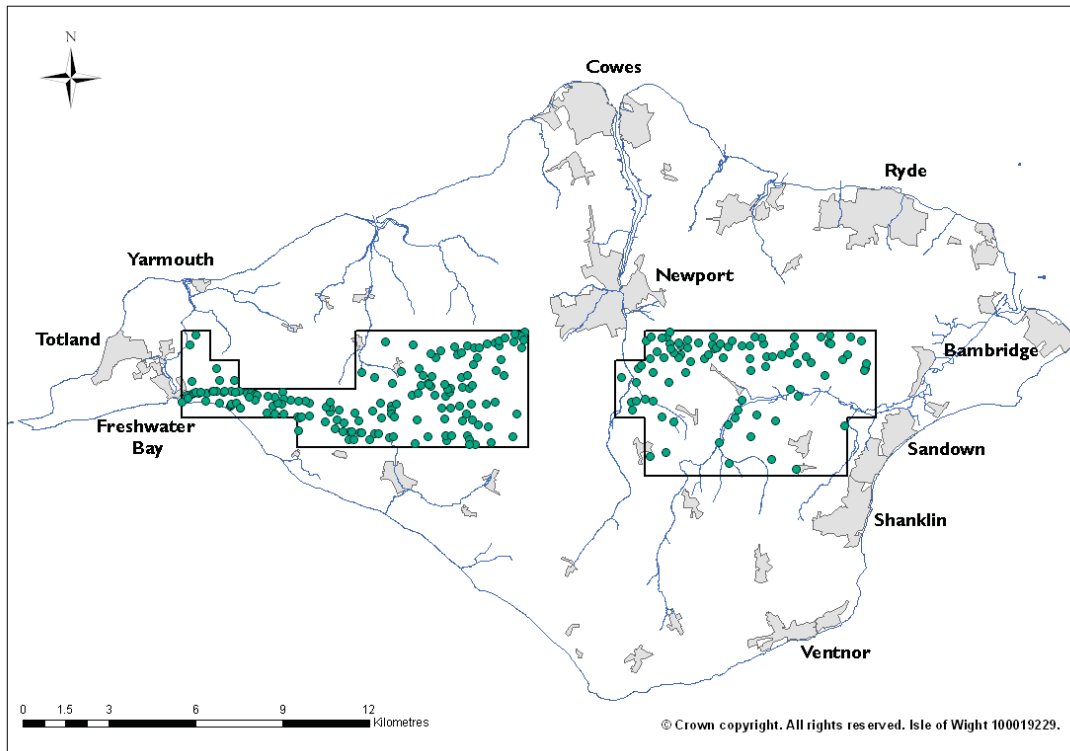 N
Cowes
Ryde
Yarmouth
Newport
Totland
Bambridge
Freshwater
Bay
Sandown
Shanklin
Ventnor
0 1.5 3 6 9 12
Kilometres
© Crown copyright. All rights reserved. Isle of Wight 100019229.